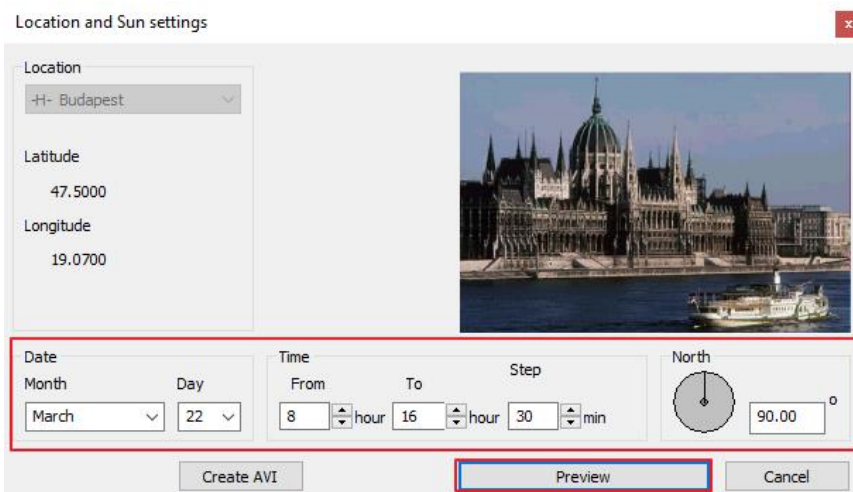 Location and Sun settings
x
Location
-H- Budapest
Latitude
47.5000
Longitude
19.0700
Date
Month
Day
March
22
Time
From
To
Step
8
hour
16
hour
30
min
North
90.00
o
Create AVI
Preview
Cancel